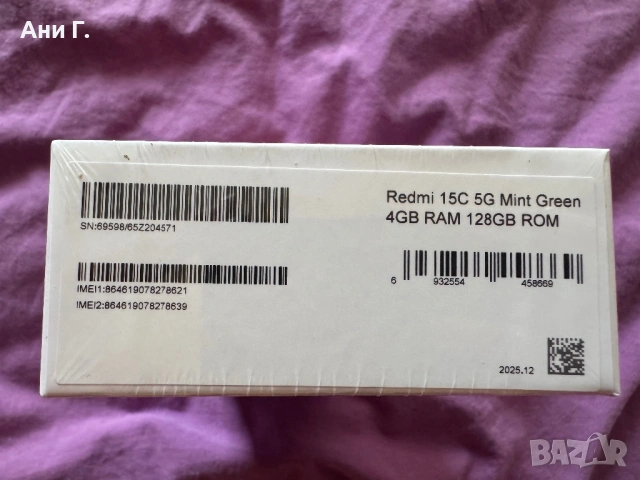 Ани Г.
Redmi 15C 5G Mint Green
4GB RAM 128GB ROM
SN:69598/65Z204571
6 932554 458669
IMEI1:864619078278621
IMEI2:864619078278639
2025.12
BAZAR